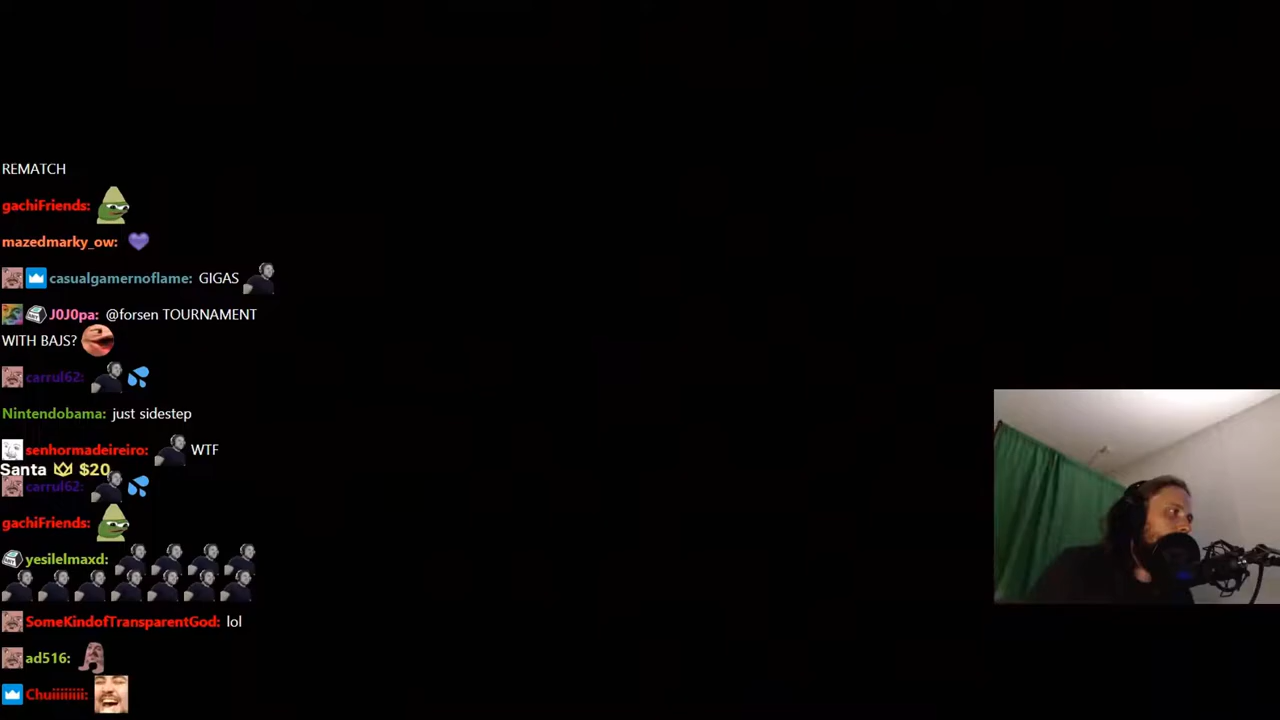 REMATCH
gachiFriends:
mazedmarky_ow:
casualgamernoflame: GIGAS
J0J0pa: @forsen TOURNAMENT
WITH BAJS?
carrul62:
Nintendobama: just sidestep
senhormadeireiro: WTF
Santa $20
carrul62:
gachiFriends:
yesilelmaxd:
SomeKindofTransparentGod: lol
ad516: